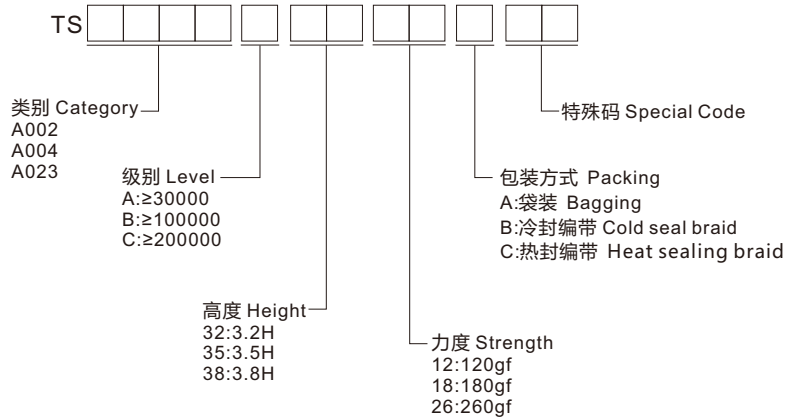 TS
类别 Category
A002
A004
A023
特殊码 Special Code
级别 Level
A:≥30000
B:≥100000
C:≥200000
包装方式 Packing
A:袋装 Bagging
B:冷封编带 Cold seal braid
C:热封编带 Heat sealing braid
高度 Height
32:3.2H
35:3.5H
38:3.8H
力度 Strength
12:120gf
18:180gf
26:260gf